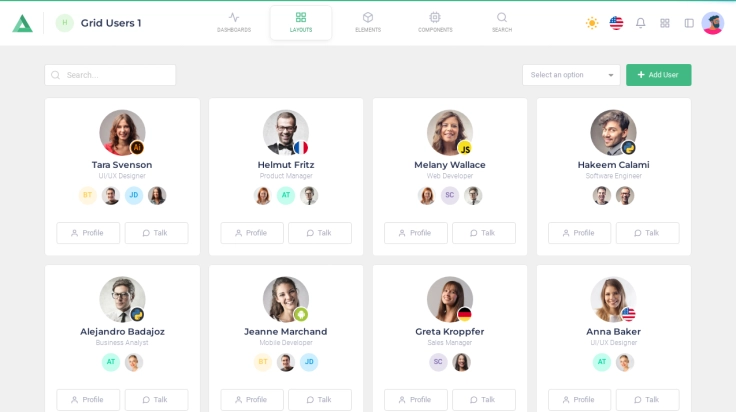 H Grid Users 1
DASHBOARDS LAYOUTS ELEMENTS COMPONENTS SEARCH
Search... Select an option + Add User
Ai JS
Tara Svenson Helmut Fritz Melany Wallace Hakeem Calami
UI/UX Designer Product Manager Web Developer Software Engineer
BT JD AT SC
Profile Talk Profile Talk Profile Talk Profile Talk
Alejandro Badajoz Jeanne Marchand Greta Kroppfer Anna Baker
Business Analyst Mobile Developer Sales Manager UI/UX Designer
AT BT JD SC AT
Profile Talk Profile Talk Profile Talk Profile Talk